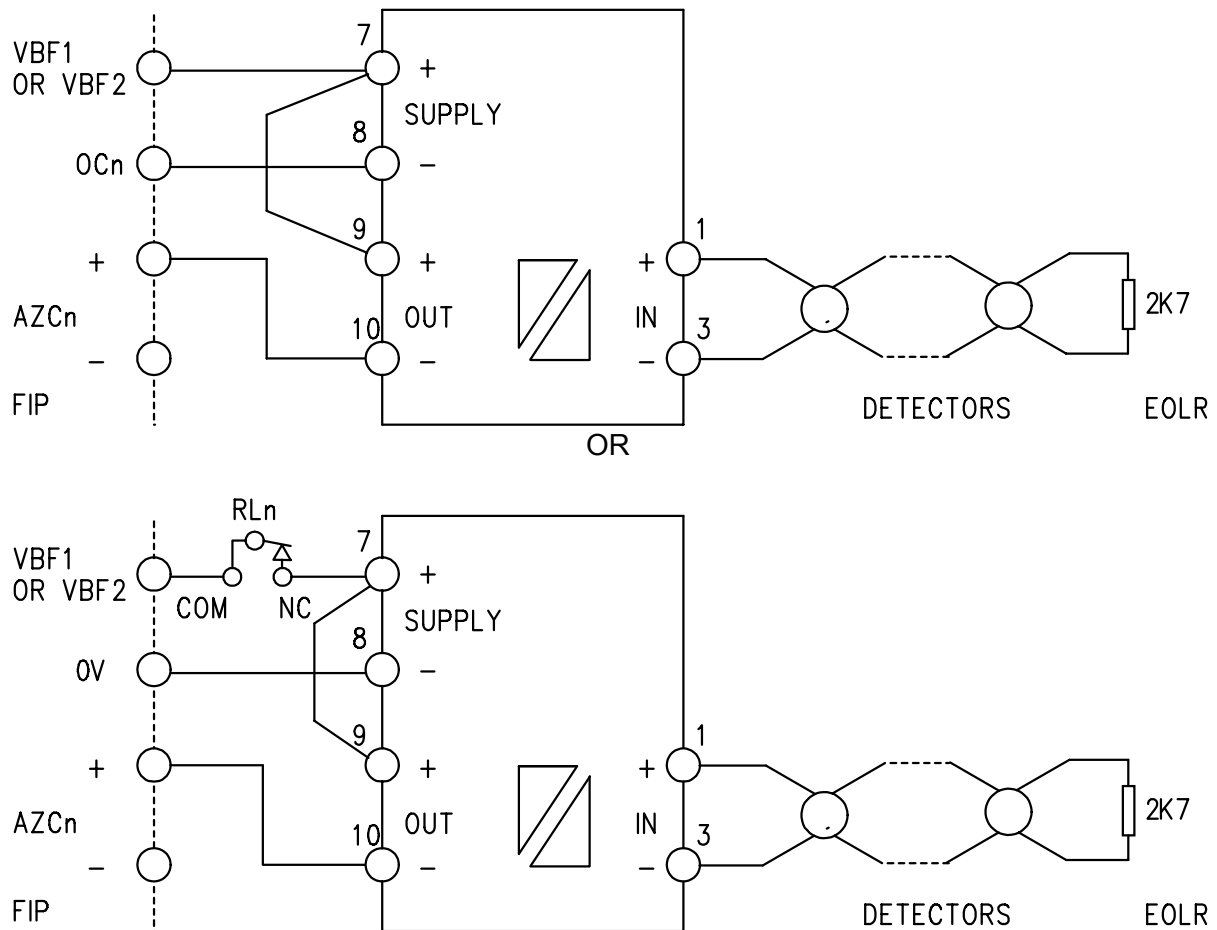 7
VBF1
OR VBF2
+
SUPPLY
8
OCn
-
9
1
+
+
+
AZCn
10
OUT
IN
3
2K7
-
-
-
FIP
DETECTORS
EOLR
OR
RLn
7
VBF1
OR VBF2
+
COM
NC
SUPPLY
8
0V
-
9
1
+
+
+
AZCn
10
OUT
IN
3
2K7
-
-
-
FIP
DETECTORS
EOLR